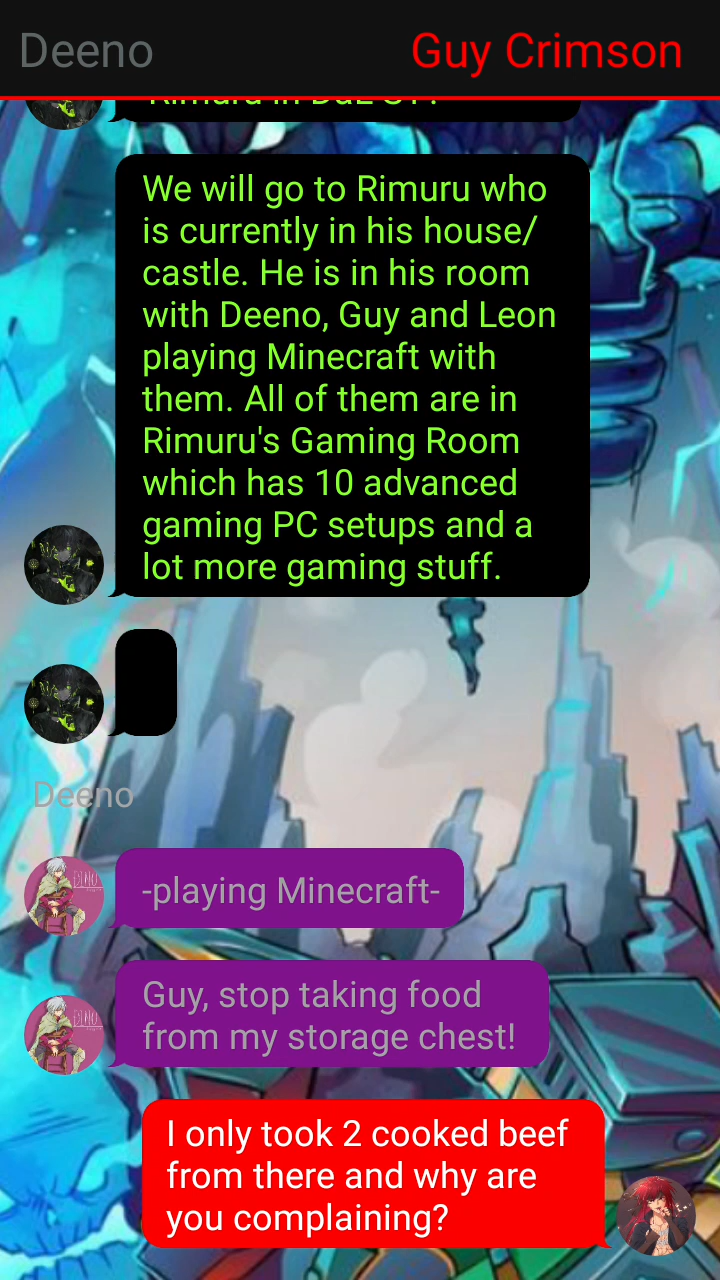 Deeno
Guy Crimson
We will go to Rimuru who
is currently in his house/
castle. He is in his room
with Deeno, Guy and Leon
playing Minecraft with
them. All of them are in
Rimuru's Gaming Room
which has 10 advanced
gaming PC setups and a
lot more gaming stuff.
Deeno
-playing Minecraft-
Guy, stop taking food
from my storage chest!
I only took 2 cooked beef
from there and why are
you complaining?